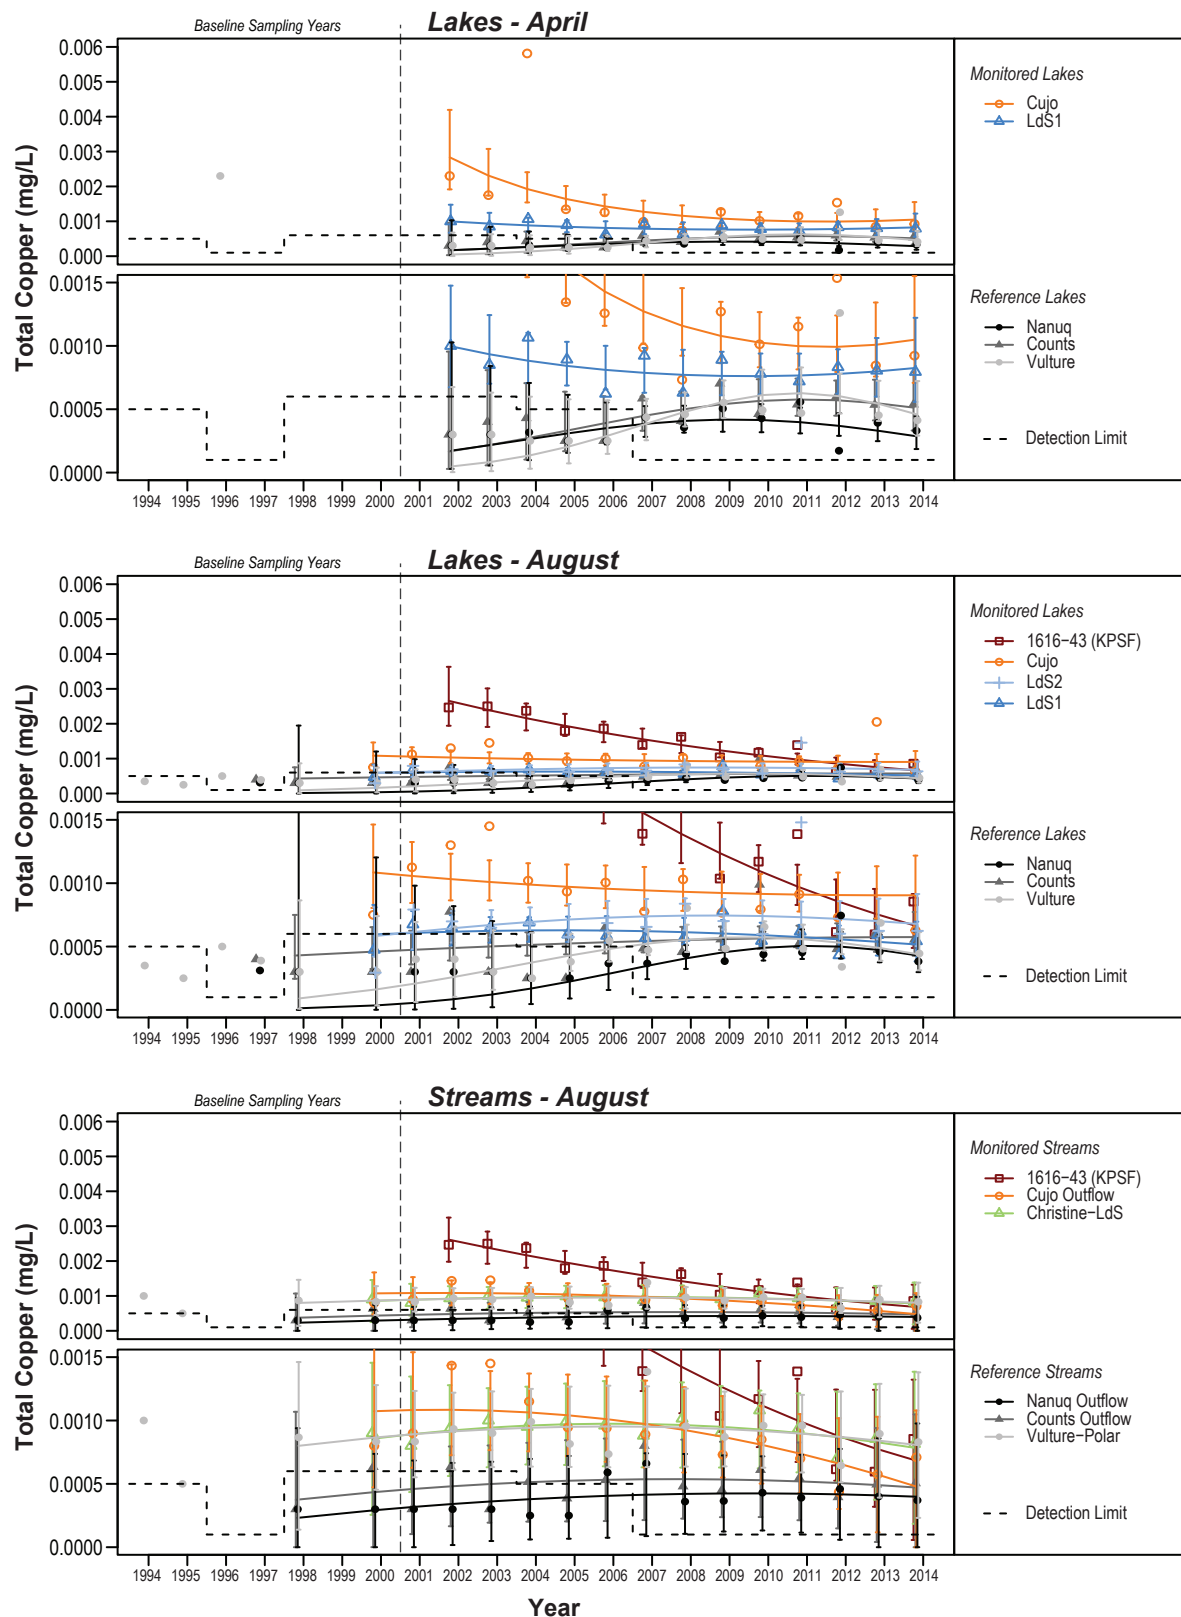 Baseline Sampling Years
Lakes - April
Total Copper (mg/L)
0.006
0.005
0.004
0.003
0.002
0.001
0.000
Monitored Lakes
Cujo
LdS1
Total Copper (mg/L)
0.0015
0.0010
0.0005
0.0000
Reference Lakes
Nanuq
Counts
Vulture
Detection Limit
1994 1995 1996 1997 1998 1999 2000 2001 2002 2003 2004 2005 2006 2007 2008 2009 2010 2011 2012 2013 2014
Baseline Sampling Years
Lakes - August
Total Copper (mg/L)
0.006
0.005
0.004
0.003
0.002
0.001
0.000
Monitored Lakes
1616−43 (KPSF)
Cujo
LdS2
LdS1
Total Copper (mg/L)
0.0015
0.0010
0.0005
0.0000
Reference Lakes
Nanuq
Counts
Vulture
Detection Limit
1994 1995 1996 1997 1998 1999 2000 2001 2002 2003 2004 2005 2006 2007 2008 2009 2010 2011 2012 2013 2014
Baseline Sampling Years
Streams - August
Total Copper (mg/L)
0.006
0.005
0.004
0.003
0.002
0.001
0.000
Monitored Streams
1616−43 (KPSF)
Cujo Outflow
Christine−LdS
Total Copper (mg/L)
0.0015
0.0010
0.0005
0.0000
Reference Streams
Nanuq Outflow
Counts Outflow
Vulture−Polar
Detection Limit
1994 1995 1996 1997 1998 1999 2000 2001 2002 2003 2004 2005 2006 2007 2008 2009 2010 2011 2012 2013 2014
Year